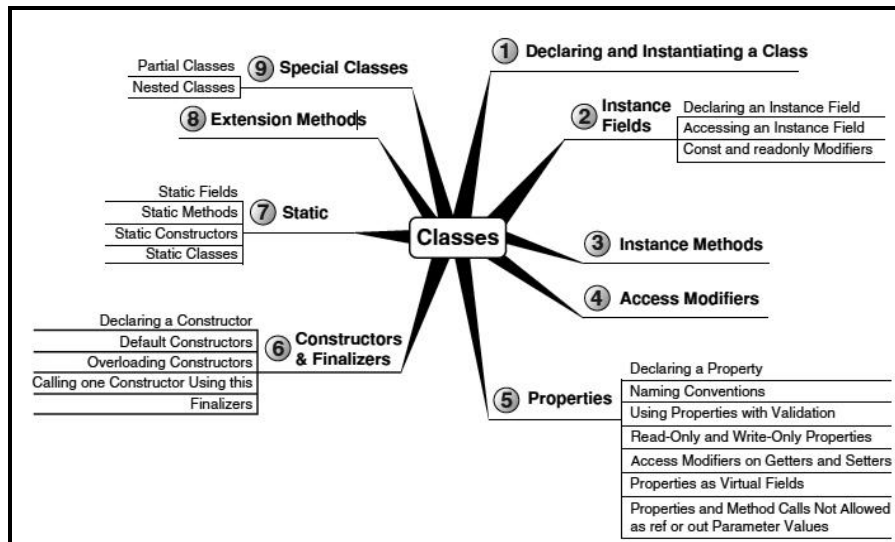 Classes
1 Declaring and Instantiating a Class
2 Instance
Fields
Declaring an Instance Field
Accessing an Instance Field
Const and readonly Modifiers
3 Instance Methods
4 Access Modifiers
5 Properties
Declaring a Property
Naming Conventions
Using Properties with Validation
Read-Only and Write-Only Properties
Access Modifiers on Getters and Setters
Properties as Virtual Fields
Properties and Method Calls Not Allowed
as ref or out Parameter Values
6 Constructors
& Finalizers
Declaring a Constructor
Default Constructors
Overloading Constructors
Calling one Constructor Using this
Finalizers
7 Static
Static Fields
Static Methods
Static Constructors
Static Classes
8 Extension Methods
9 Special Classes
Partial Classes
Nested Classes